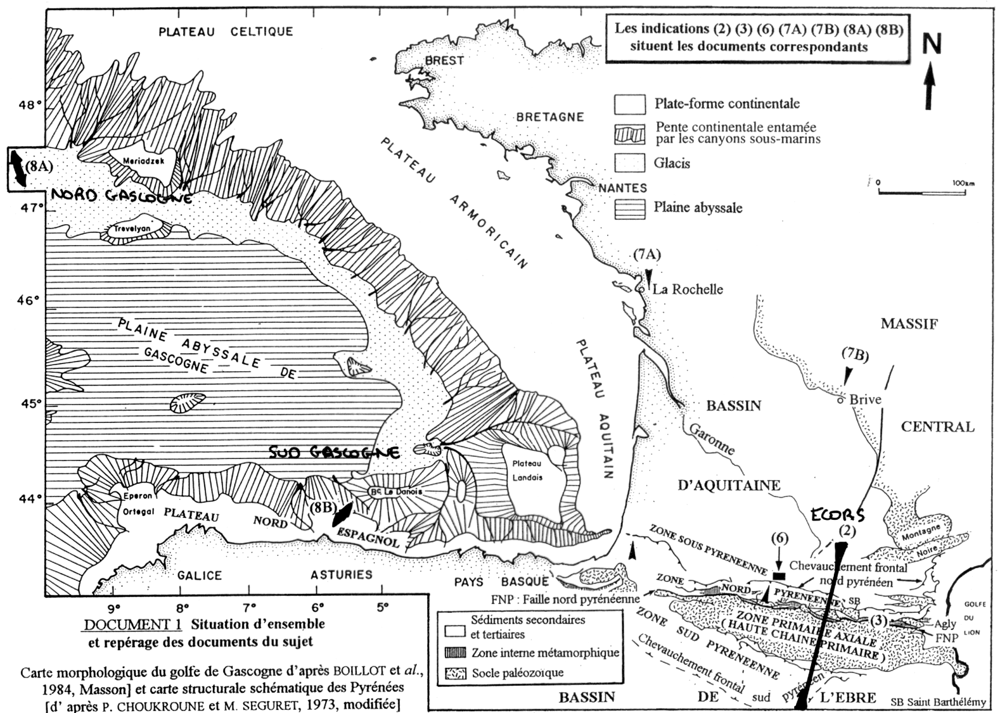 PLATEAU CELTIQUE
Les indications (2) (3) (6) (7A) (7B) (8A) (8B)
situent les documents correspondants
N
BREST
BRETAGNE
Plate-forme continentale
Pente continentale entamée
par les canyons sous-marins
Glacis
Plaine abyssale
0 100km
48°
47°
46°
45°
44°
(8A)
Meriadzek
NORD GASCOGNE
Trevelyan
PLATEAU ARMORICAIN
NANTES
(7A)
La Rochelle
MASSIF
CENTRAL
(7B)
Brive
PLAINE ABYSSALE DE
GASCOGNE
PLATEAU AQUITAIN
BASSIN
D'AQUITAINE
Garonne
SUD GASCOGNE
Plateau
Landais
Bc Le Danois
Eperon
Ortegal
PLATEAU NORD ESPAGNOL
(8B)
ECORS
(2)
Montagne
Noire
ZONE SOUS PYREENNE
(6)
Chevauchement frontal
nord pyrénéen
GALICE
ASTURIES
PAYS BASQUE
FNP : Faille nord pyrénéenne
ZONE NORD PYRENEENNE
SB
ZONE PRIMAIRE AXIALE
(HAUTE CHAINE PRIMAIRE)
(3)
Agly
FNP
GOLFE
DU
LION
ZONE SUD PYREENNE
Chevauchement frontal sud pyrénéen
BASSIN DE L'EBRE
SB Saint Barthélémy
9° 8° 7° 6° 5°
Sédiments secondaires
et tertiaires
Zone interne métamorphique
Socle paléozoïque
DOCUMENT 1 Situation d'ensemble
et repérage des documents du sujet
Carte morphologique du golfe de Gascogne d'après BOILLOT et al.,
1984, Masson] et carte structurale schématique des Pyrénées
[d' après P. CHOUKROUNE et M. SEGURET, 1973, modifiée]